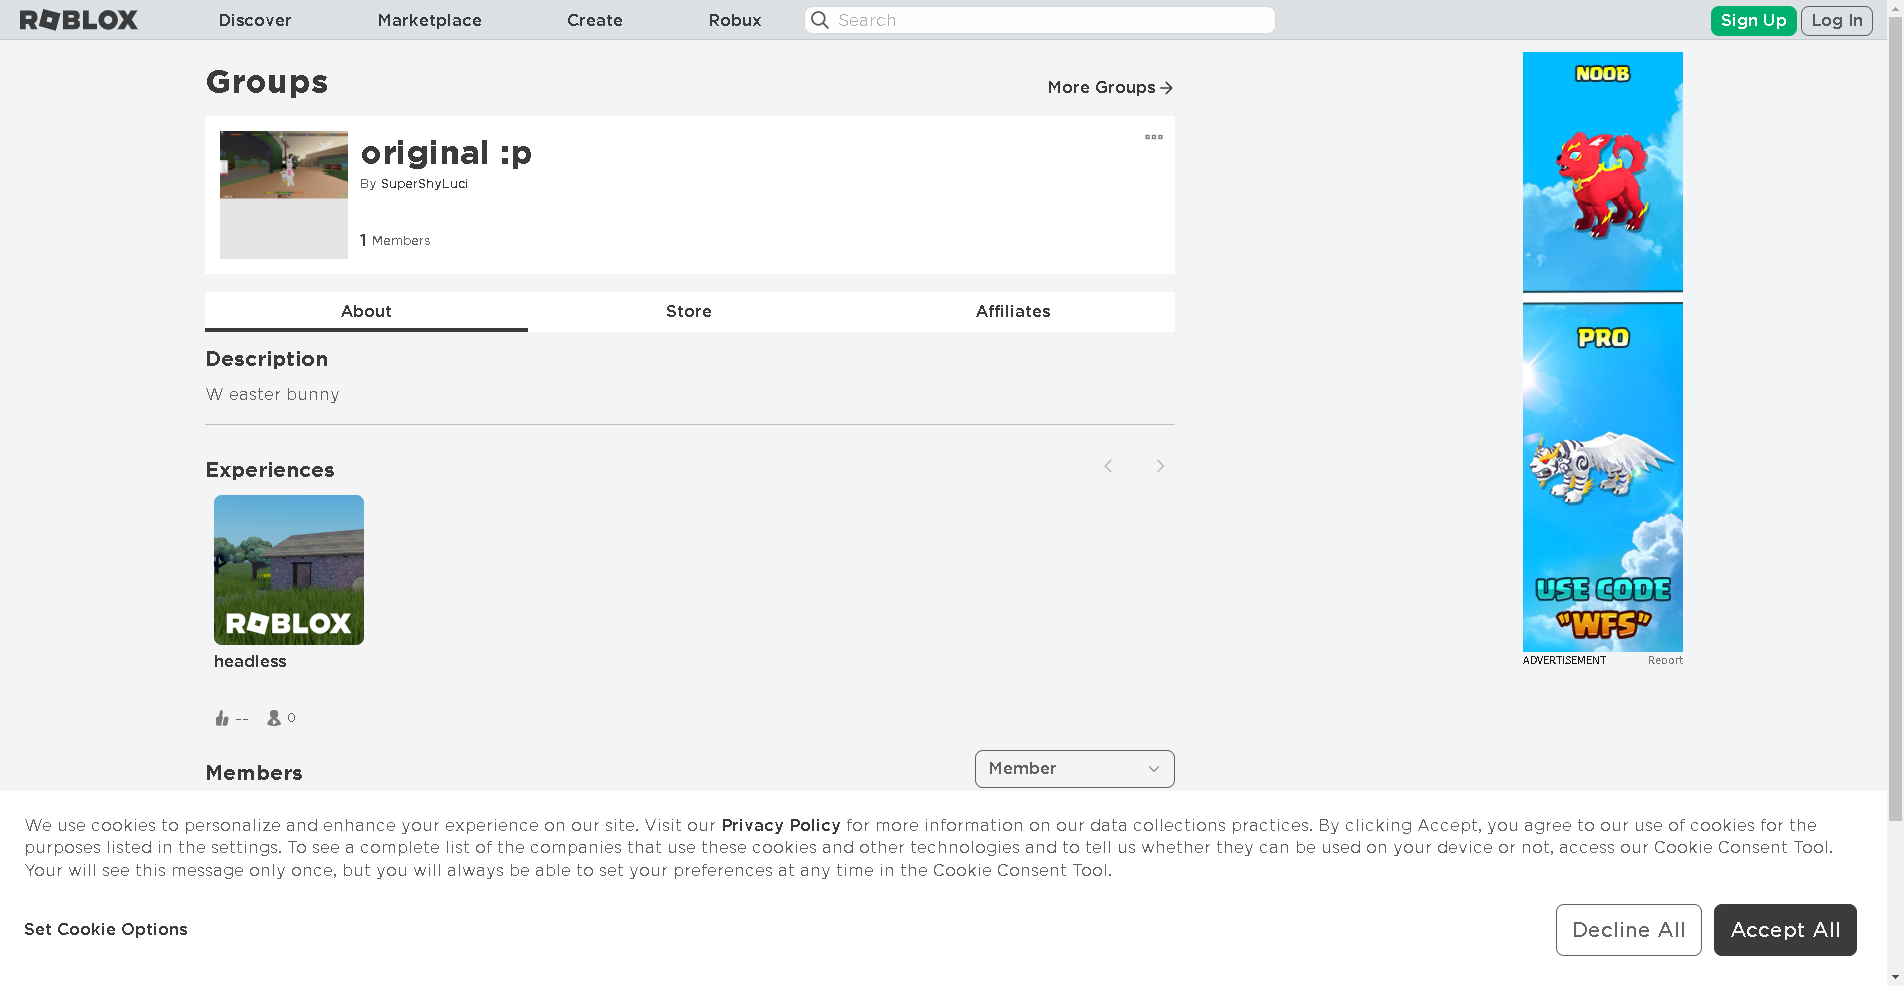 ROBLOX Discover Marketplace Create Robux Search Sign Up Log In
Groups
More Groups
original :p
By SuperShyLuci
1 Members
About Store Affiliates
Description
W easter bunny
Experiences
ROBLOX
headless
-- 0
Members
Member
NOOB
PRO
USE CODE
"WFS"
ADVERTISEMENT Report
We use cookies to personalize and enhance your experience on our site. Visit our Privacy Policy for more information on our data collections practices. By clicking Accept, you agree to our use of cookies for the
purposes listed in the settings. To see a complete list of the companies that use these cookies and other technologies and to tell us whether they can be used on your device or not, access our Cookie Consent Tool.
Your will see this message only once, but you will always be able to set your preferences at any time in the Cookie Consent Tool.
Set Cookie Options
Decline All Accept All